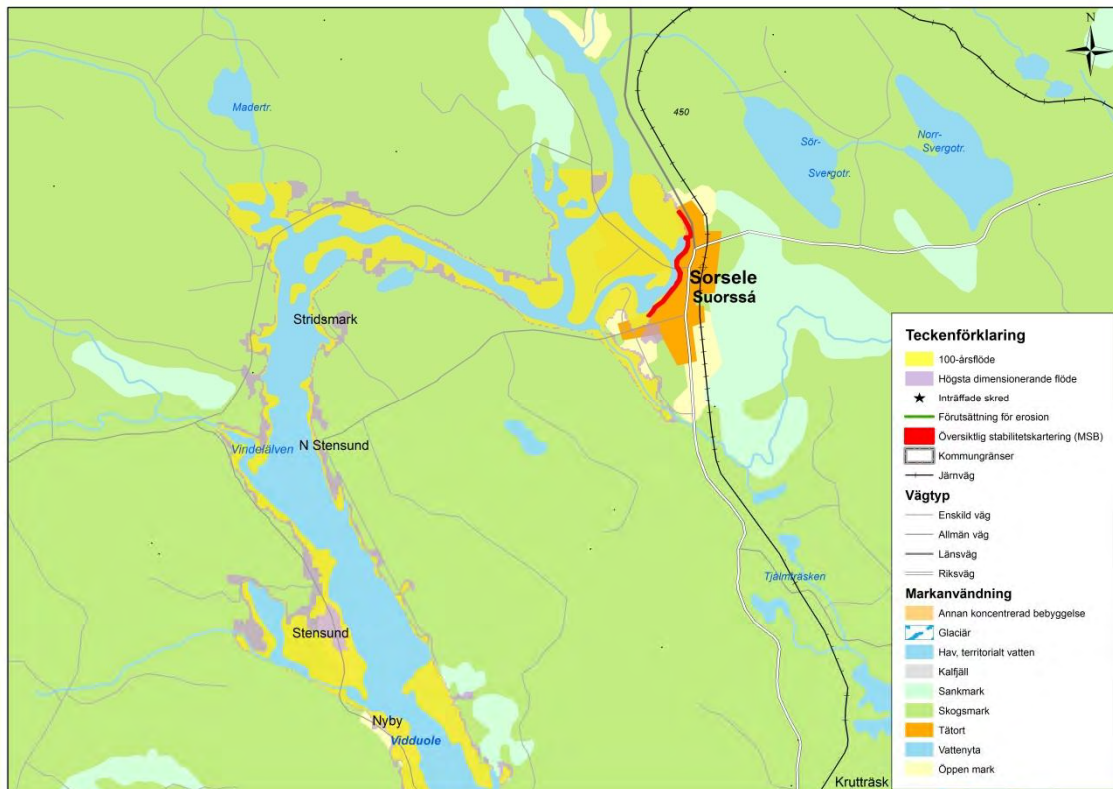 N
Madertr.
450
Sör-
Svergotr.
Norr-
Svergotr.
Sorsele
Suorssá
Stridsmark
N Stensund
Vindelälven
Tjälmträsken
Stensund
Nyby
Vidduole
Krutträsk
Teckenförklaring
100-årsflöde
Högsta dimensionerande flöde
Inträffade skred
Förutsättning för erosion
Översiktlig stabilitetskartering (MSB)
Kommungränser
Järnväg
Vägtyp
Enskild väg
Allmän väg
Länsväg
Riksväg
Markanvändning
Annan koncentrerad bebyggelse
Glaciär
Hav, territorialt vatten
Kalfjäll
Sankmark
Skogsmark
Tätort
Vattenyta
Öppen mark